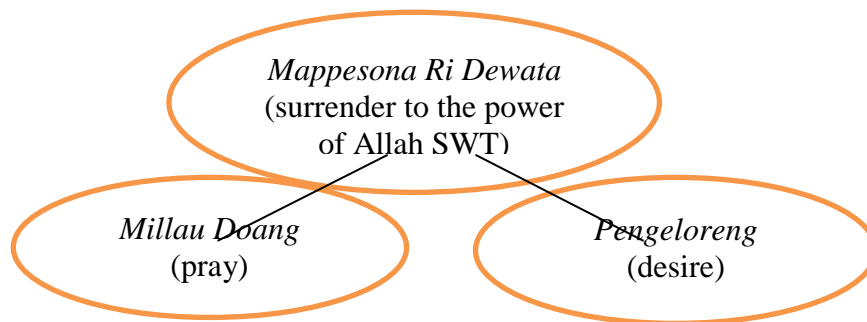 Mappesona Ri Dewata
(surrender to the power
of Allah SWT)
Millau Doang
(pray)
Pengeloreng
(desire)